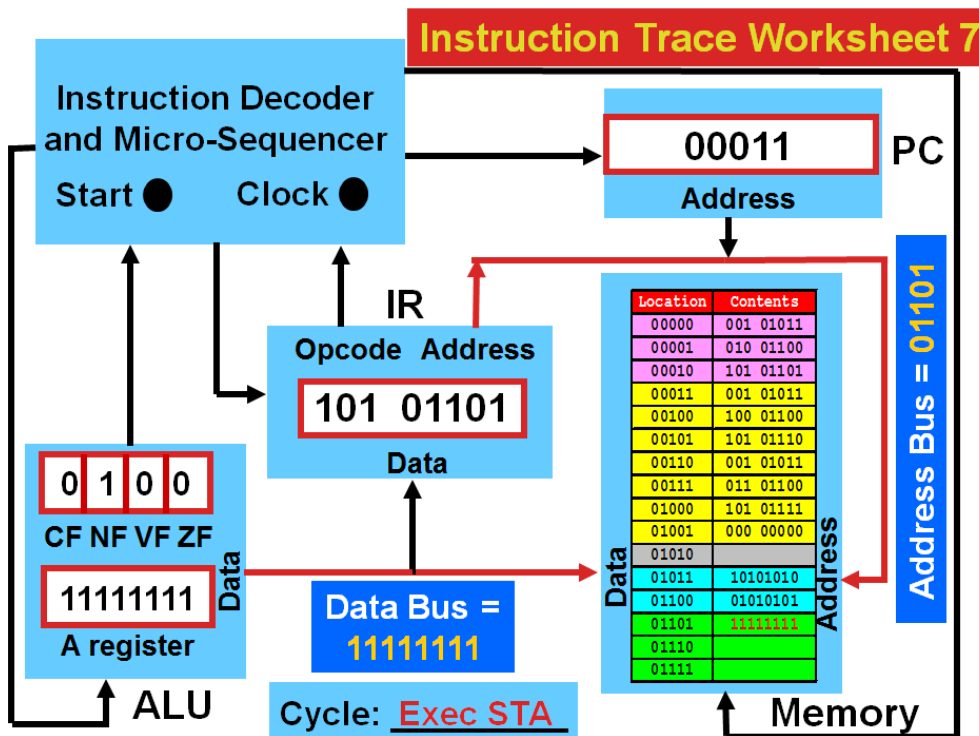 Instruction Trace Worksheet 7
Instruction Decoder
and Micro-Sequencer
Start
Clock
00011
PC
Address
IR
Opcode Address
101 01101
Data
0 1 0 0
CF NF VF ZF
11111111
A register
Data
ALU
Data Bus =
11111111
Cycle: Exec STA
Location Contents
00000 001 01011
00001 010 01100
00010 101 01101
00011 001 01011
00100 100 01100
00101 101 01110
00110 001 01011
00111 011 01100
01000 101 01111
01001 000 00000
01010
01011 10101010
01100 01010101
01101 11111111
01110
01111
Data
Address
Memory
Address Bus = 01101